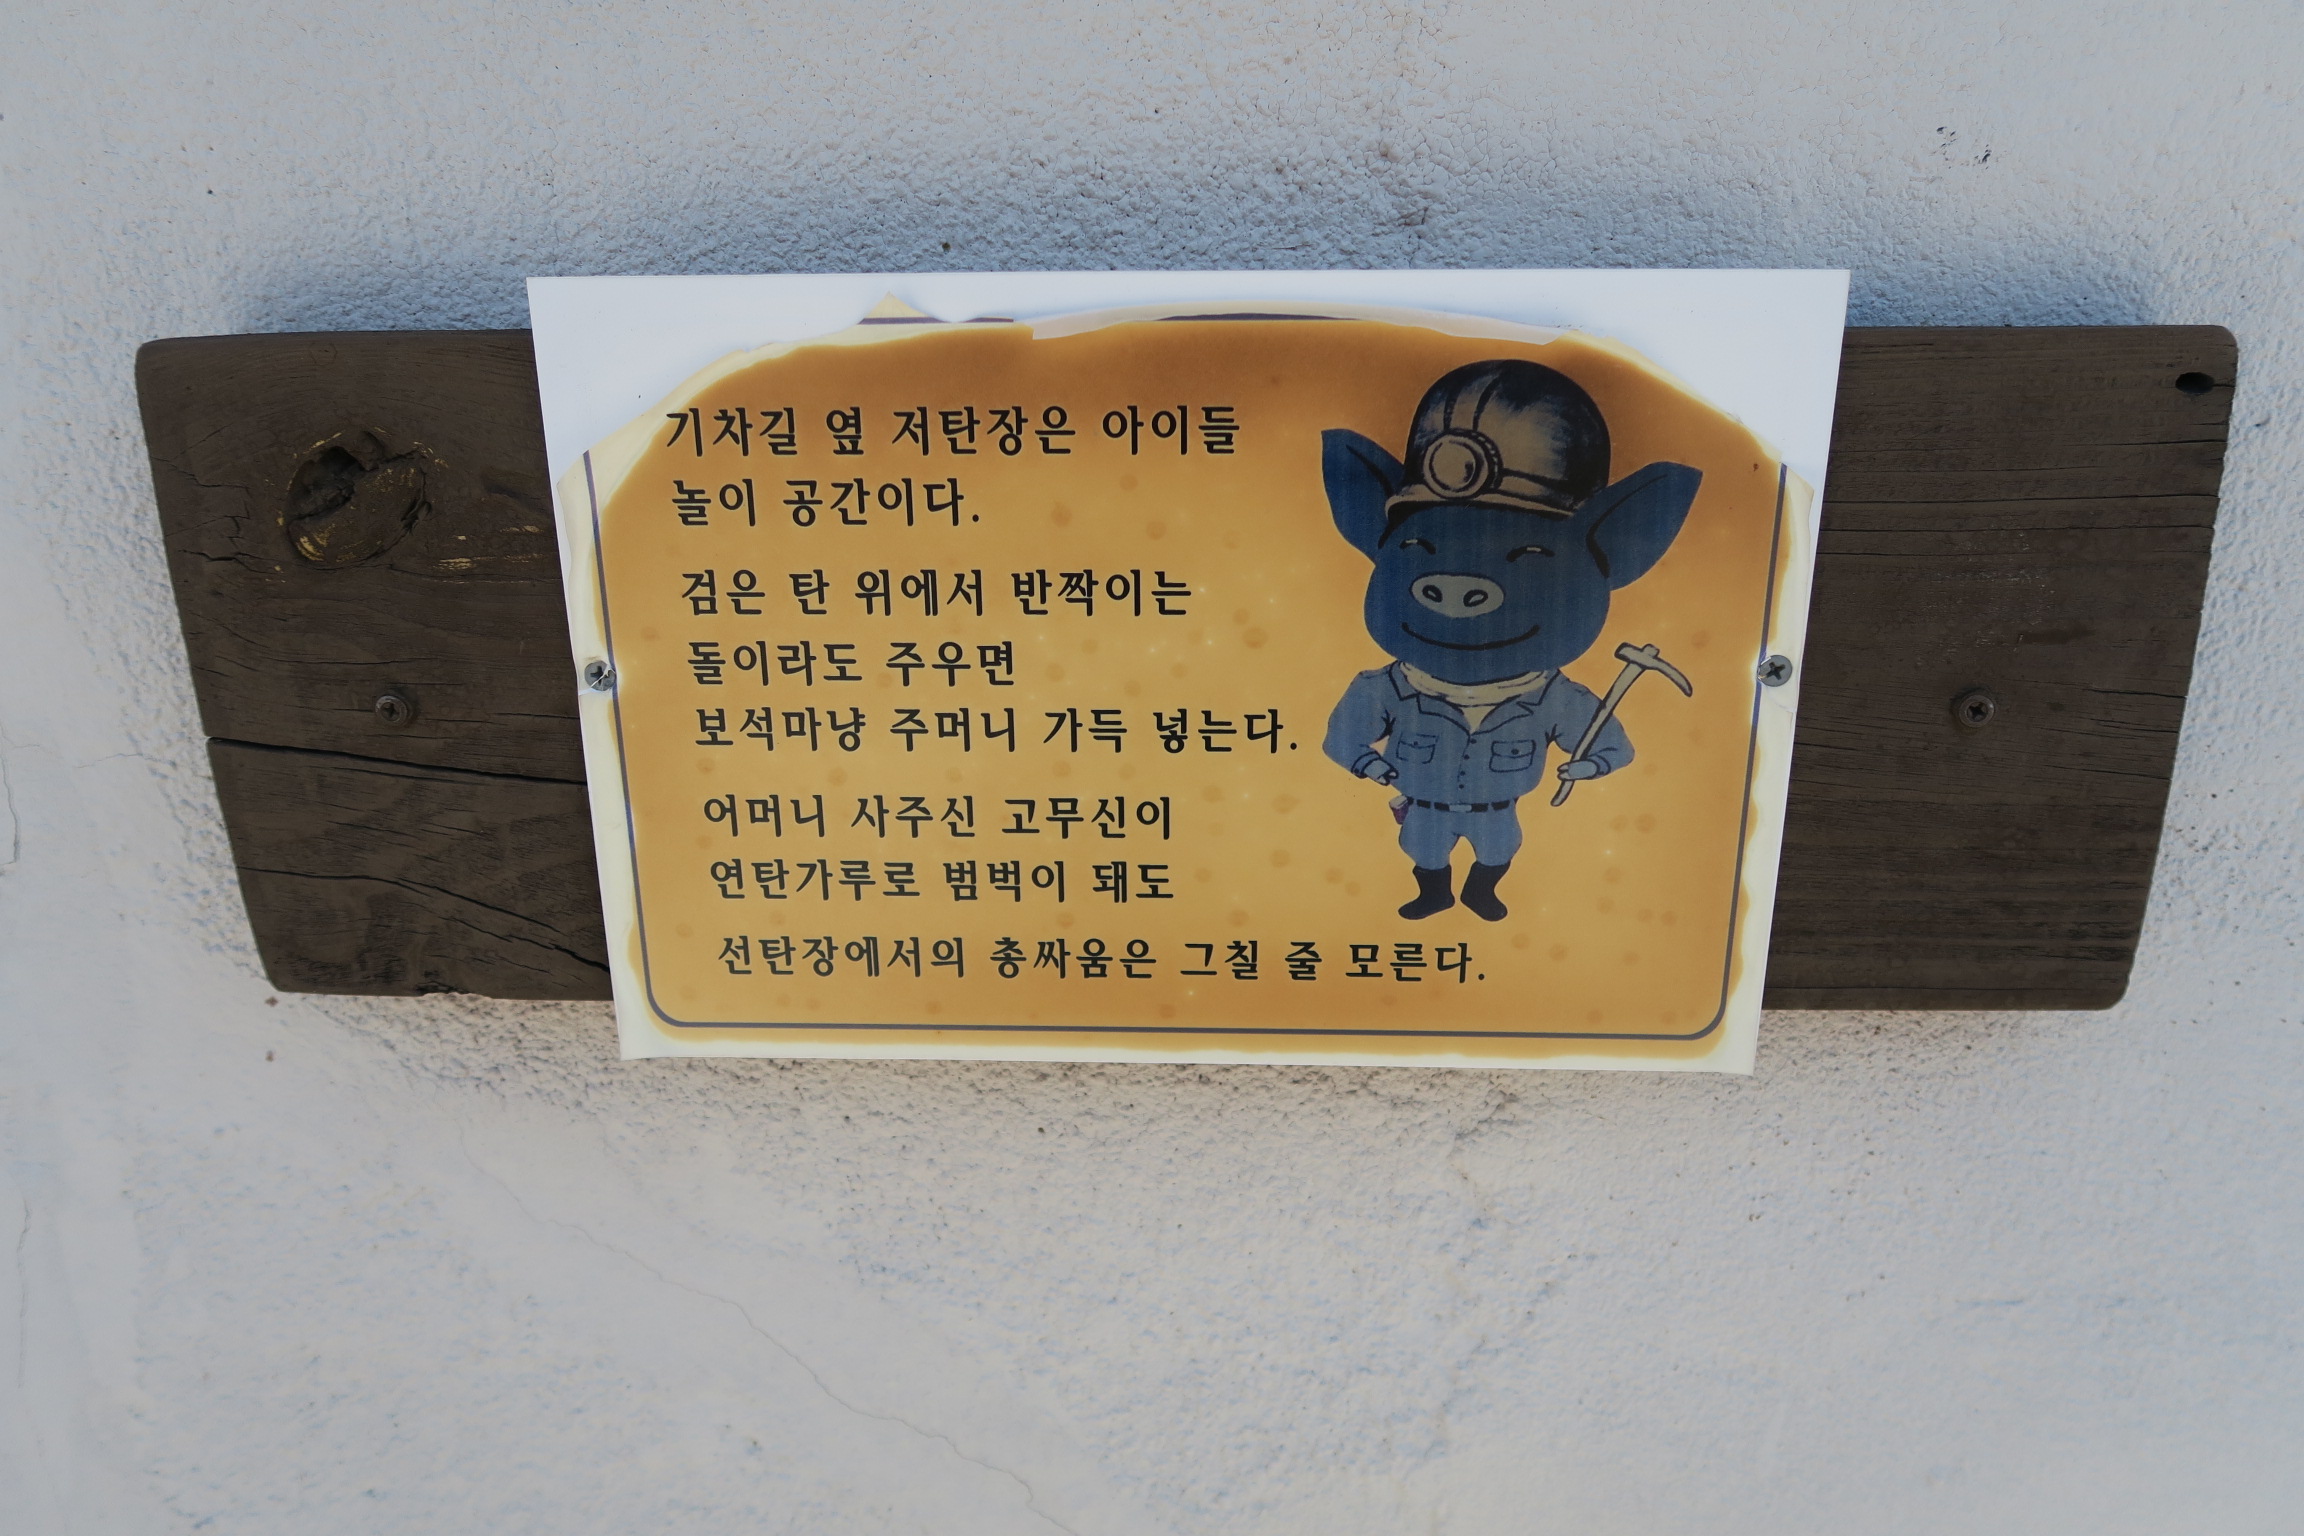 기차길 옆 저탄장은 아이들
놀이 공간이다.
검은 탄 위에서 반짝이는
돌이라도 주우면
보석마냥 주머니 가득 넣는다.
어머니 사주신 고무신이
연탄가루로 범벅이 돼도
선탄장에서의 총싸움은 그칠 줄 모른다.